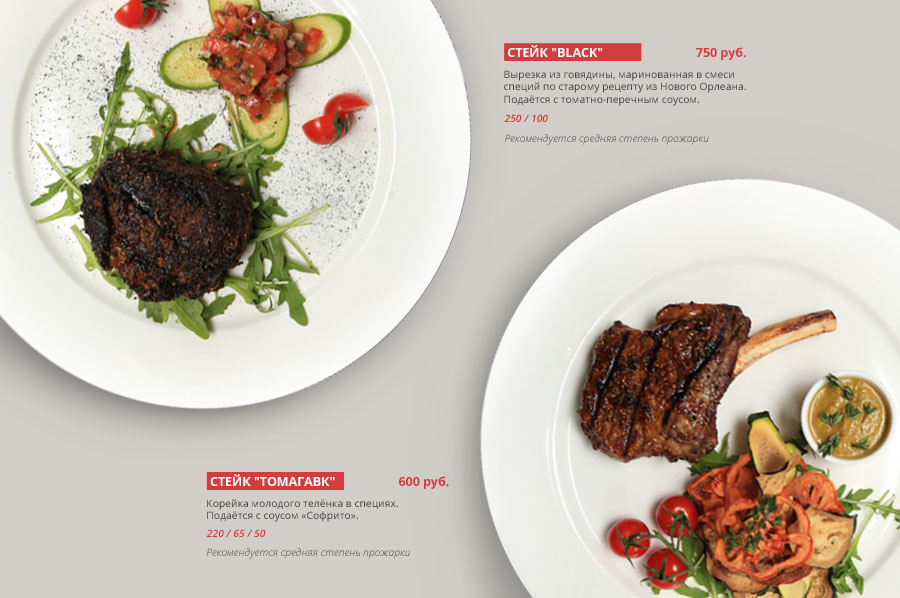 СТЕЙК "BLACK" 750 руб.
Вырезка из говядины, маринованная в смеси
специй по старому рецепту из Нового Орлеана.
Подаётся с томатно-перечным соусом.
250 / 100
Рекомендуется средняя степень прожарки
СТЕЙК "ТОМАГАВК" 600 руб.
Корейка молодого телёнка в специях.
Подаётся с соусом «Софрито».
220 / 65 / 50
Рекомендуется средняя степень прожарки